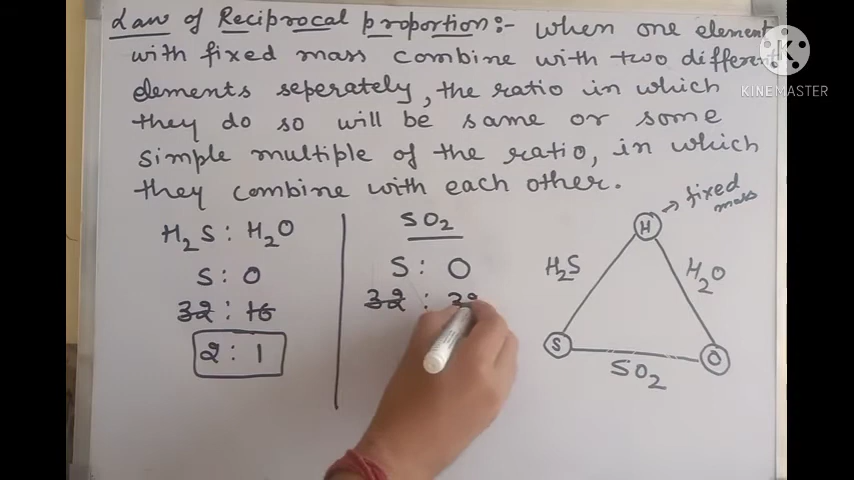 Law of Reciprocal proportion:- when one element
with fixed mass combine with two different
elements seperately, the ratio in which
they do so will be same or some
simple multiple of the ratio, in which
they combine with each other.
H2S : H2O
S : O
32 : 16
2 : 1
SO2
S : O
32 :
H → fixed mass
H2S
H2O
S
O
SO2
K
KINEMASTER